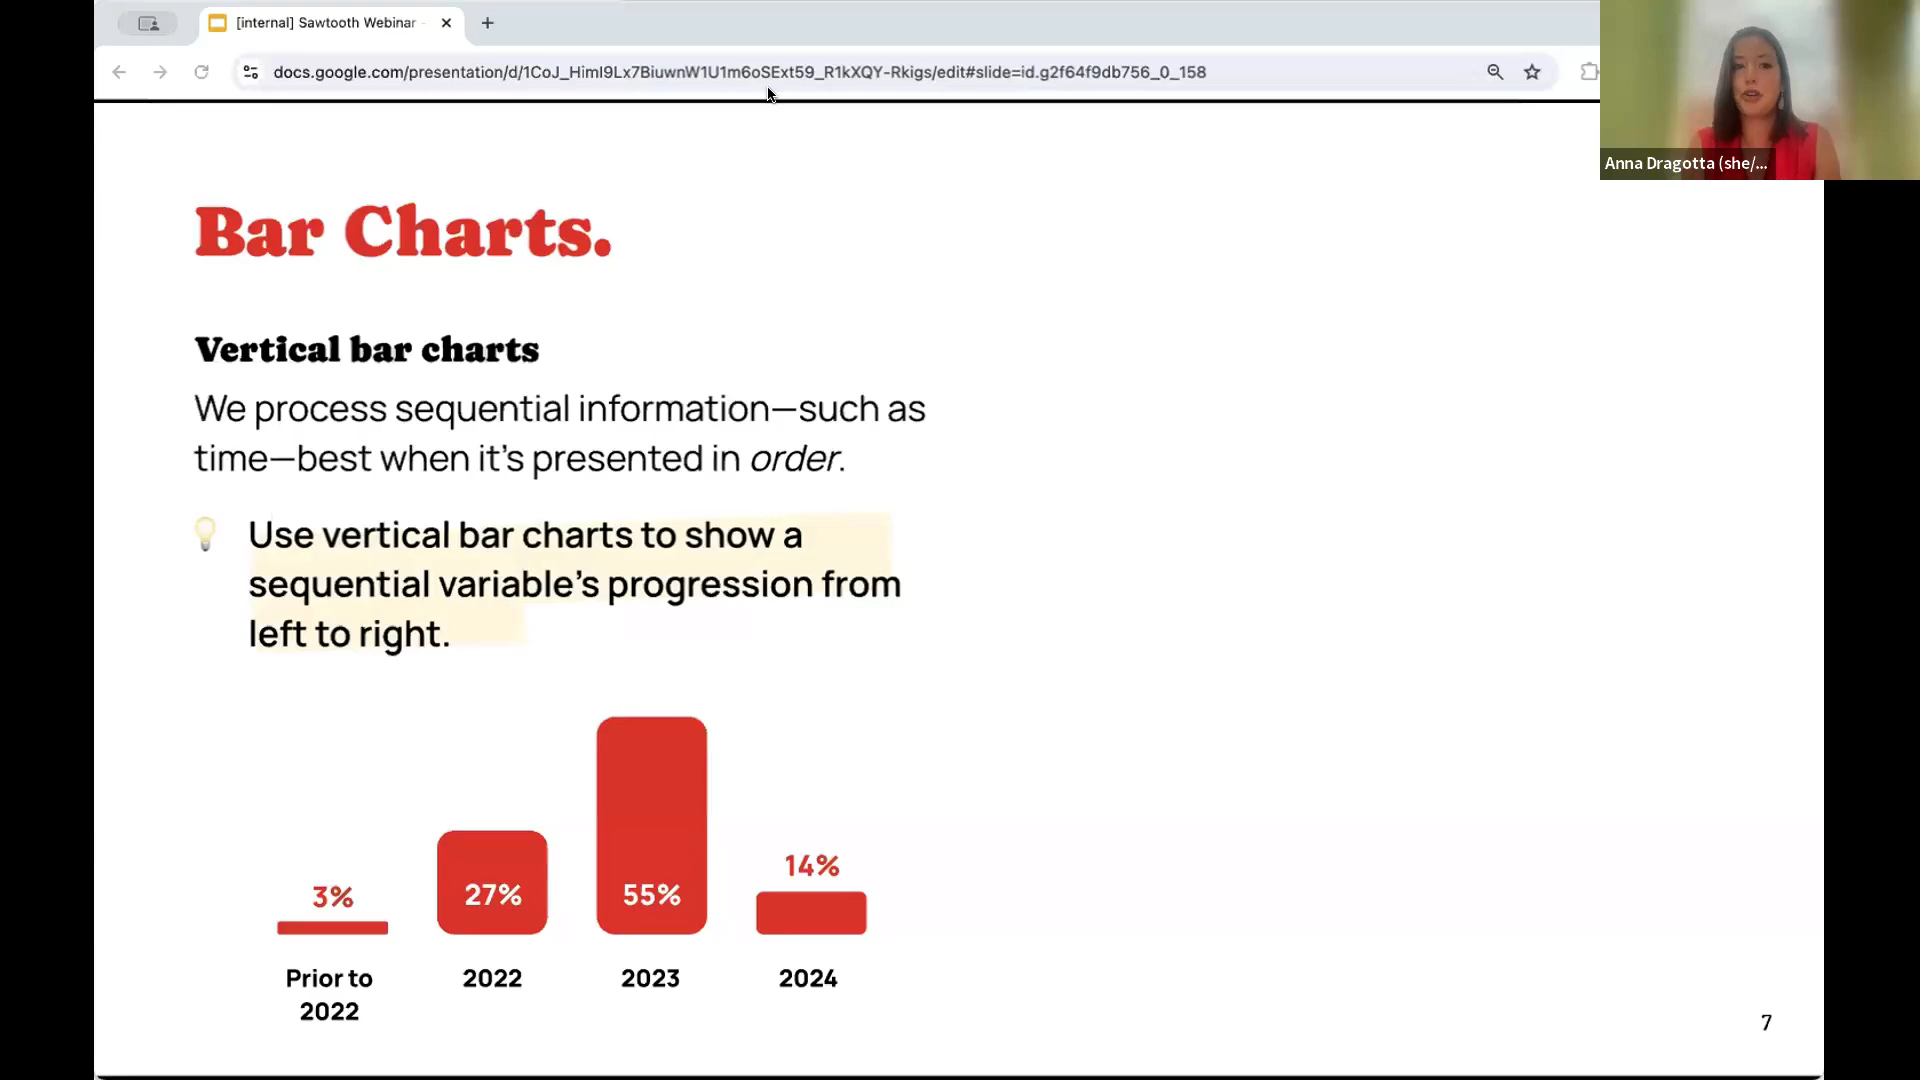 [internal] Sawtooth Webinar -
docs.google.com/presentation/d/1CoJ_HimI9Lx7BiuwnW1U1m6oSExt59_R1kXQY-Rkigs/edit#slide=id.g2f64f9db756_0_158
Anna Dragotta (she/...
Bar Charts.
Vertical bar charts
We process sequential information—such as
time—best when it’s presented in order.
Use vertical bar charts to show a
sequential variable’s progression from
left to right.
3% 27% 55% 14%
Prior to 2022 2023 2024
2022
7